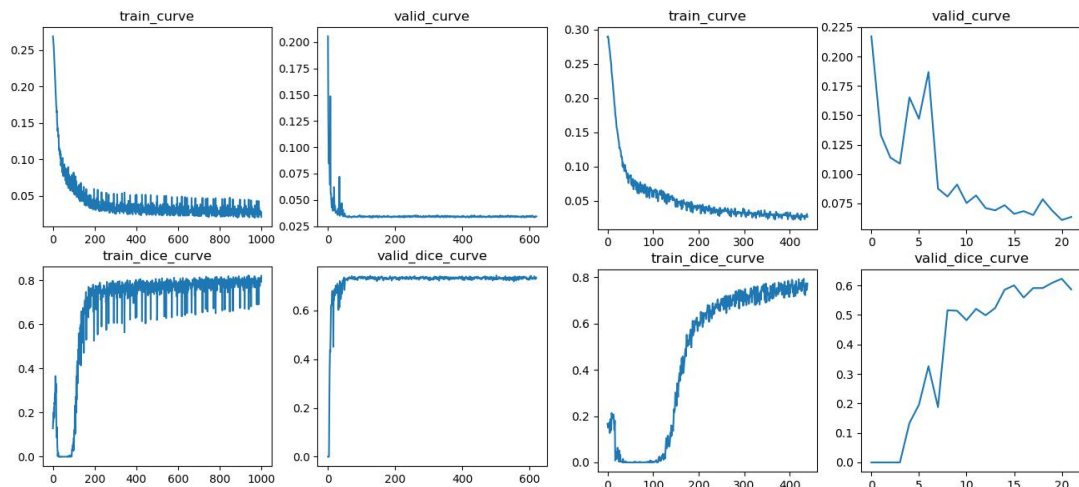 train_curve valid_curve train_curve valid_curve
0.25 0.20 0.15 0.10 0.05
0.200 0.175 0.150 0.125 0.100 0.075 0.050 0.025
0.30 0.25 0.20 0.15 0.10 0.05
0.225 0.200 0.175 0.150 0.125 0.100 0.075
0 200 400 600 800 1000 0 200 400 600 0 100 200 300 400 0 5 10 15 20
train_dice_curve valid_dice_curve train_dice_curve valid_dice_curve
0.8 0.6 0.4 0.2 0.0
0.6 0.4 0.2 0.0
0.8 0.6 0.4 0.2 0.0
0.6 0.5 0.4 0.3 0.2 0.1 0.0
0 200 400 600 800 1000 0 200 400 600 0 100 200 300 400 0 5 10 15 20